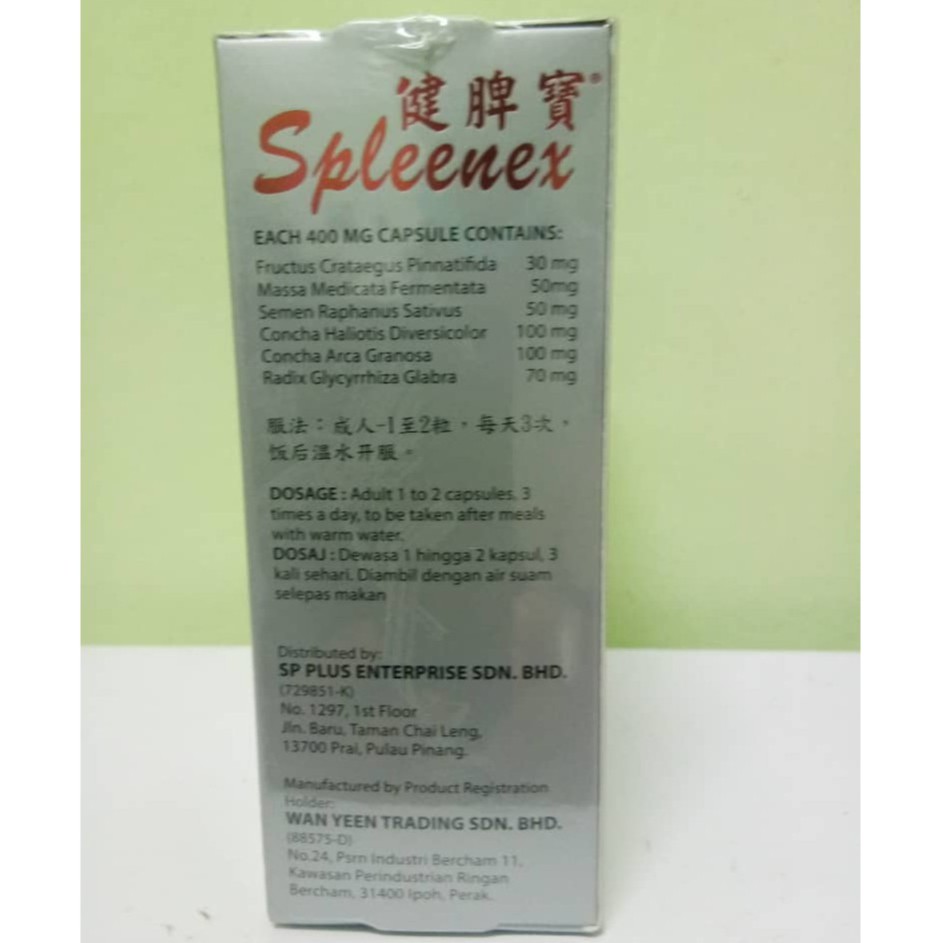 健脾寶®
Spleenex
EACH 400 MG CAPSULE CONTAINS:
Fructus Crataegus Pinnatifida 30 mg
Massa Medicata Fermentata 50mg
Semen Raphanus Sativus 50 mg
Concha Haliotis Diversicolor 100 mg
Concha Arca Granosa 100 mg
Radix Glycyrrhiza Glabra 70 mg
服法：成人-1至2粒，每天3次，
饭后温水开服。
DOSAGE : Adult 1 to 2 capsules, 3
times a day, to be taken after meals
with warm water.
DOSAJ : Dewasa 1 hingga 2 kapsul, 3
kali sehari. Diambil dengan air suam
selepas makan
Distributed by:
SP PLUS ENTERPRISE SDN. BHD.
(729851-K)
No. 1297, 1st Floor
Jln. Baru, Taman Chai Leng,
13700 Prai, Pulau Pinang.
Manufactured by Product Registration
Holder:
WAN YEEN TRADING SDN. BHD.
(88575-D)
No.24, Psrn Industri Bercham 11,
Kawasan Perindustrian Ringan
Bercham, 31400 Ipoh, Perak.